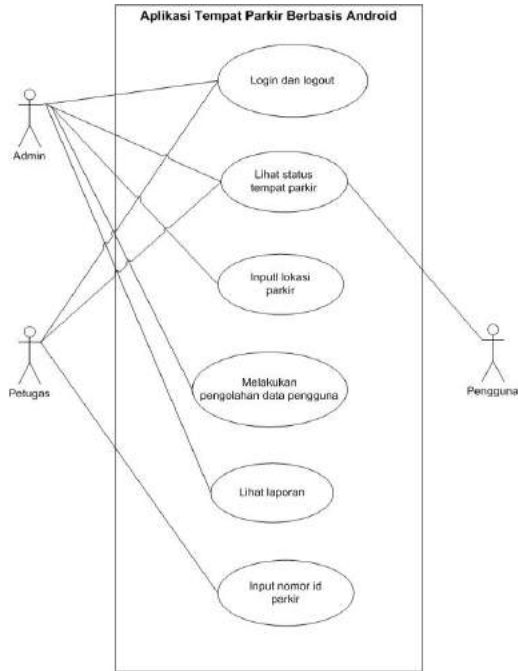 Aplikasi Tempat Parkir Berbasis Android
Login dan logout
Admin
Lihat status
tempat parkir
Inputl lokasi
parkir
Petugas
Pengguna
Melakukan
pengolahan data pengguna
Lihat laporan
Input nomor id
parkir